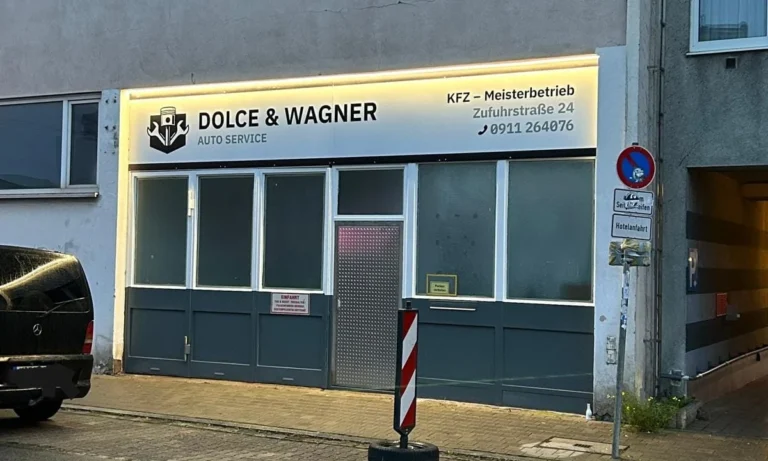 DOLCE & WAGNER
AUTO SERVICE
KFZ – Meisterbetrieb
Zufuhrstraße 24
0911 264076
EINFAHRT
Hotelanfahrt